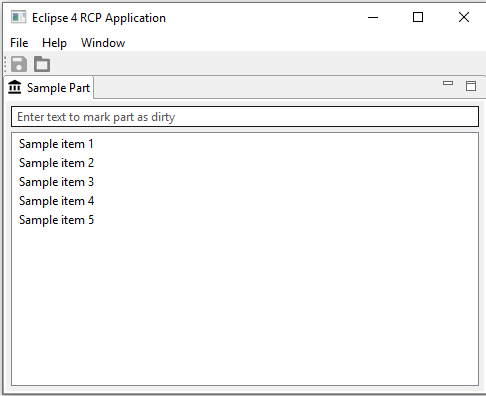 Eclipse 4 RCP Application
File Help Window
Sample Part
Enter text to mark part as dirty
Sample item 1
Sample item 2
Sample item 3
Sample item 4
Sample item 5